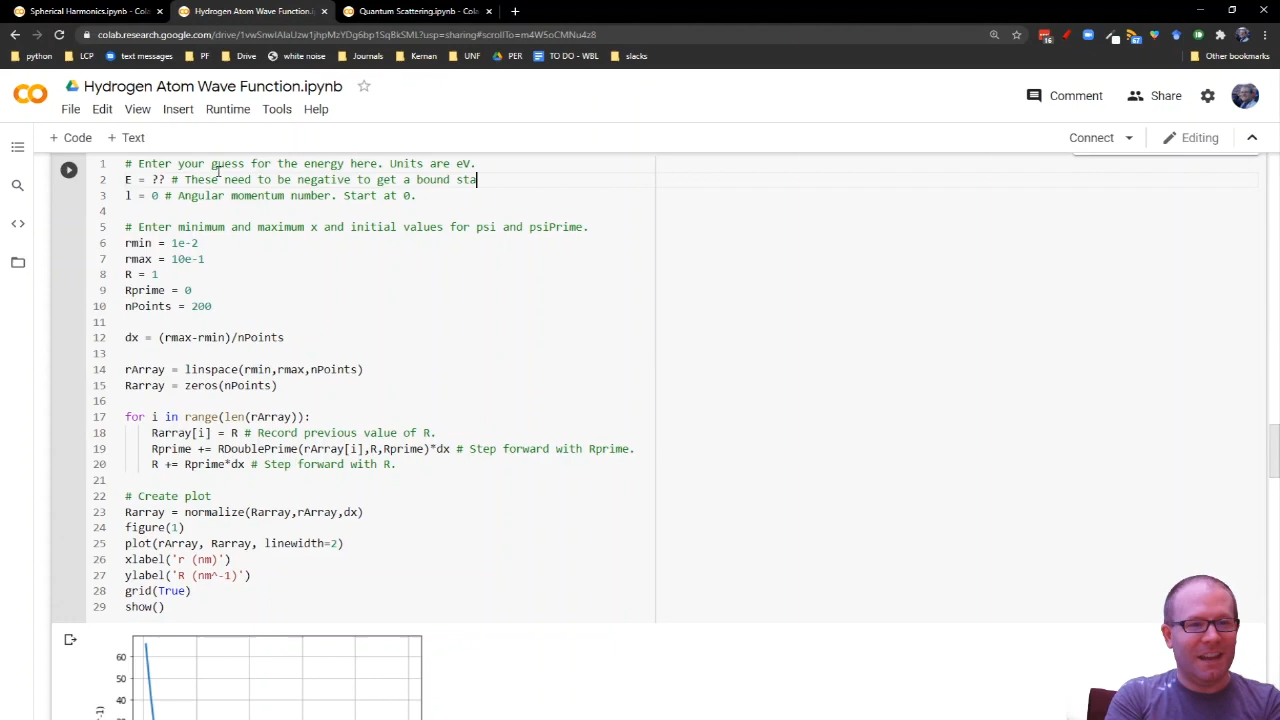 Spherical Harmonics.ipynb - Colab
Hydrogen Atom Wave Function.ipynb
Quantum Scattering.ipynb - Colab
colab.research.google.com/drive/1vwSnwIAlaUzw1jhpMzYDg6bp1SqBkSML?usp=sharing#scrollTo=m4W5oCMNu4z8
python LCP text messages PF Drive white noise Journals Kernan UNF PER TO DO - WBL slacks Other bookmarks
Hydrogen Atom Wave Function.ipynb
Comment Share
File Edit View Insert Runtime Tools Help
+ Code + Text Connect Editing
1 # Enter your guess for the energy here. Units are eV.
2 E = ?? # These need to be negative to get a bound sta
3 l = 0 # Angular momentum number. Start at 0.
4
5 # Enter minimum and maximum x and initial values for psi and psiPrime.
6 rmin = 1e-2
7 rmax = 10e-1
8 R = 1
9 Rprime = 0
10 nPoints = 200
11
12 dx = (rmax-rmin)/nPoints
13
14 rArray = linspace(rmin,rmax,nPoints)
15 Rarray = zeros(nPoints)
16
17 for i in range(len(rArray)):
18 Rarray[i] = R # Record previous value of R.
19 Rprime += RDoublePrime(rArray[i],R,Rprime)*dx # Step forward with Rprime.
20 R += Rprime*dx # Step forward with R.
21
22 # Create plot
23 Rarray = normalize(Rarray,rArray,dx)
24 figure(1)
25 plot(rArray, Rarray, linewidth=2)
26 xlabel('r (nm)')
27 ylabel('R (nm^-1)')
28 grid(True)
29 show()
60
50
40